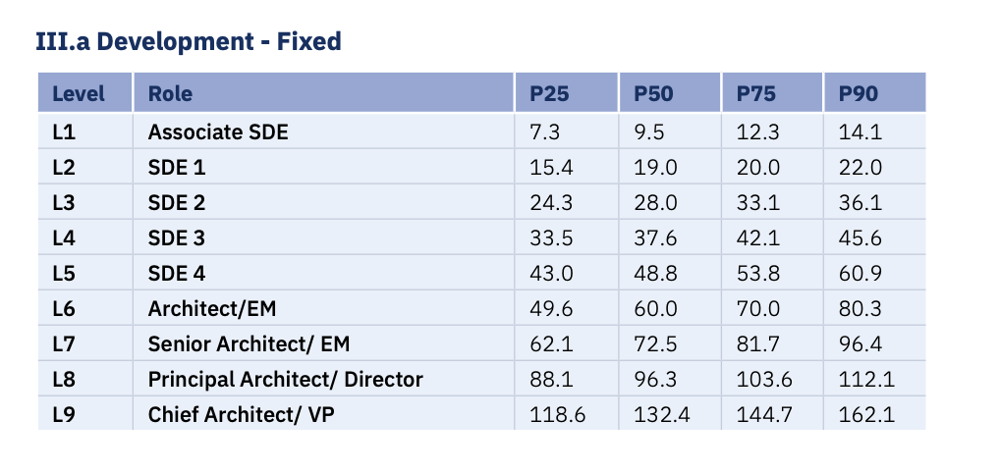 III.a Development - Fixed
Level Role P25 P50 P75 P90
L1 Associate SDE 7.3 9.5 12.3 14.1
L2 SDE 1 15.4 19.0 20.0 22.0
L3 SDE 2 24.3 28.0 33.1 36.1
L4 SDE 3 33.5 37.6 42.1 45.6
L5 SDE 4 43.0 48.8 53.8 60.9
L6 Architect/EM 49.6 60.0 70.0 80.3
L7 Senior Architect/ EM 62.1 72.5 81.7 96.4
L8 Principal Architect/ Director 88.1 96.3 103.6 112.1
L9 Chief Architect/ VP 118.6 132.4 144.7 162.1